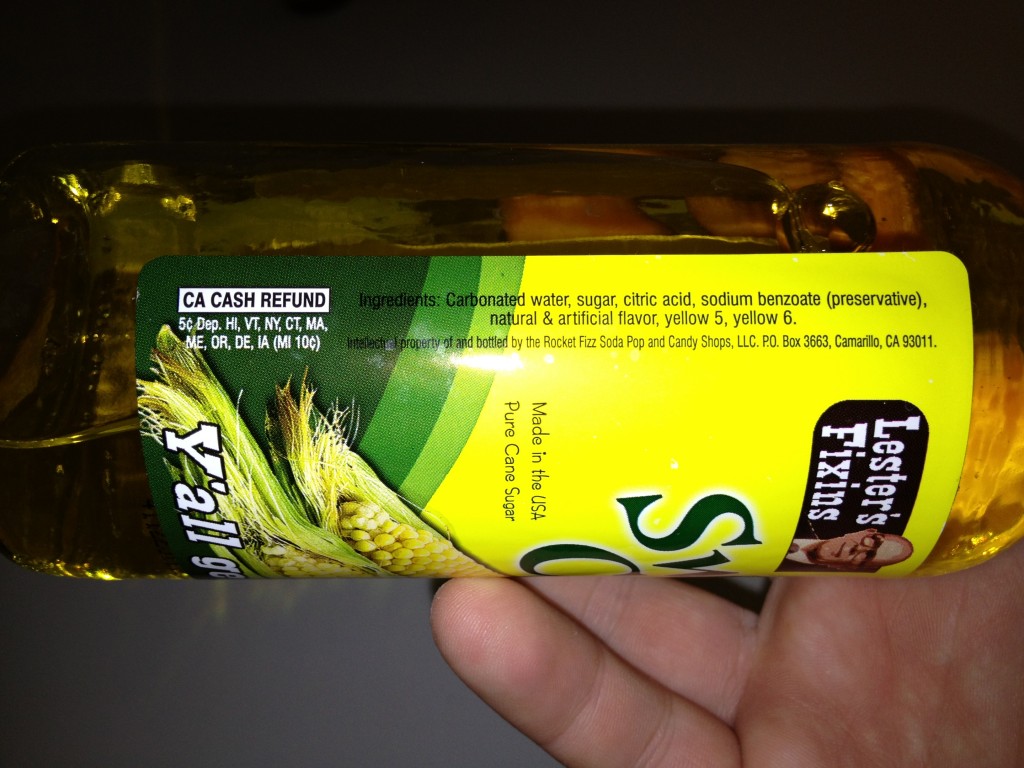 CA CASH REFUND
5¢ Dep. HI, VT, NY, CT, MA,
ME, OR, DE, IA (MI 10¢)
Ingredients: Carbonated water, sugar, citric acid, sodium benzoate (preservative),
natural & artificial flavor, yellow 5, yellow 6.
Intellectual property of and bottled by the Rocket Fizz Soda Pop and Candy Shops, LLC. P.O. Box 3663, Camarillo, CA 93011.
Lester's
Fixins
Made in the USA
Pure Cane Sugar
Y'all